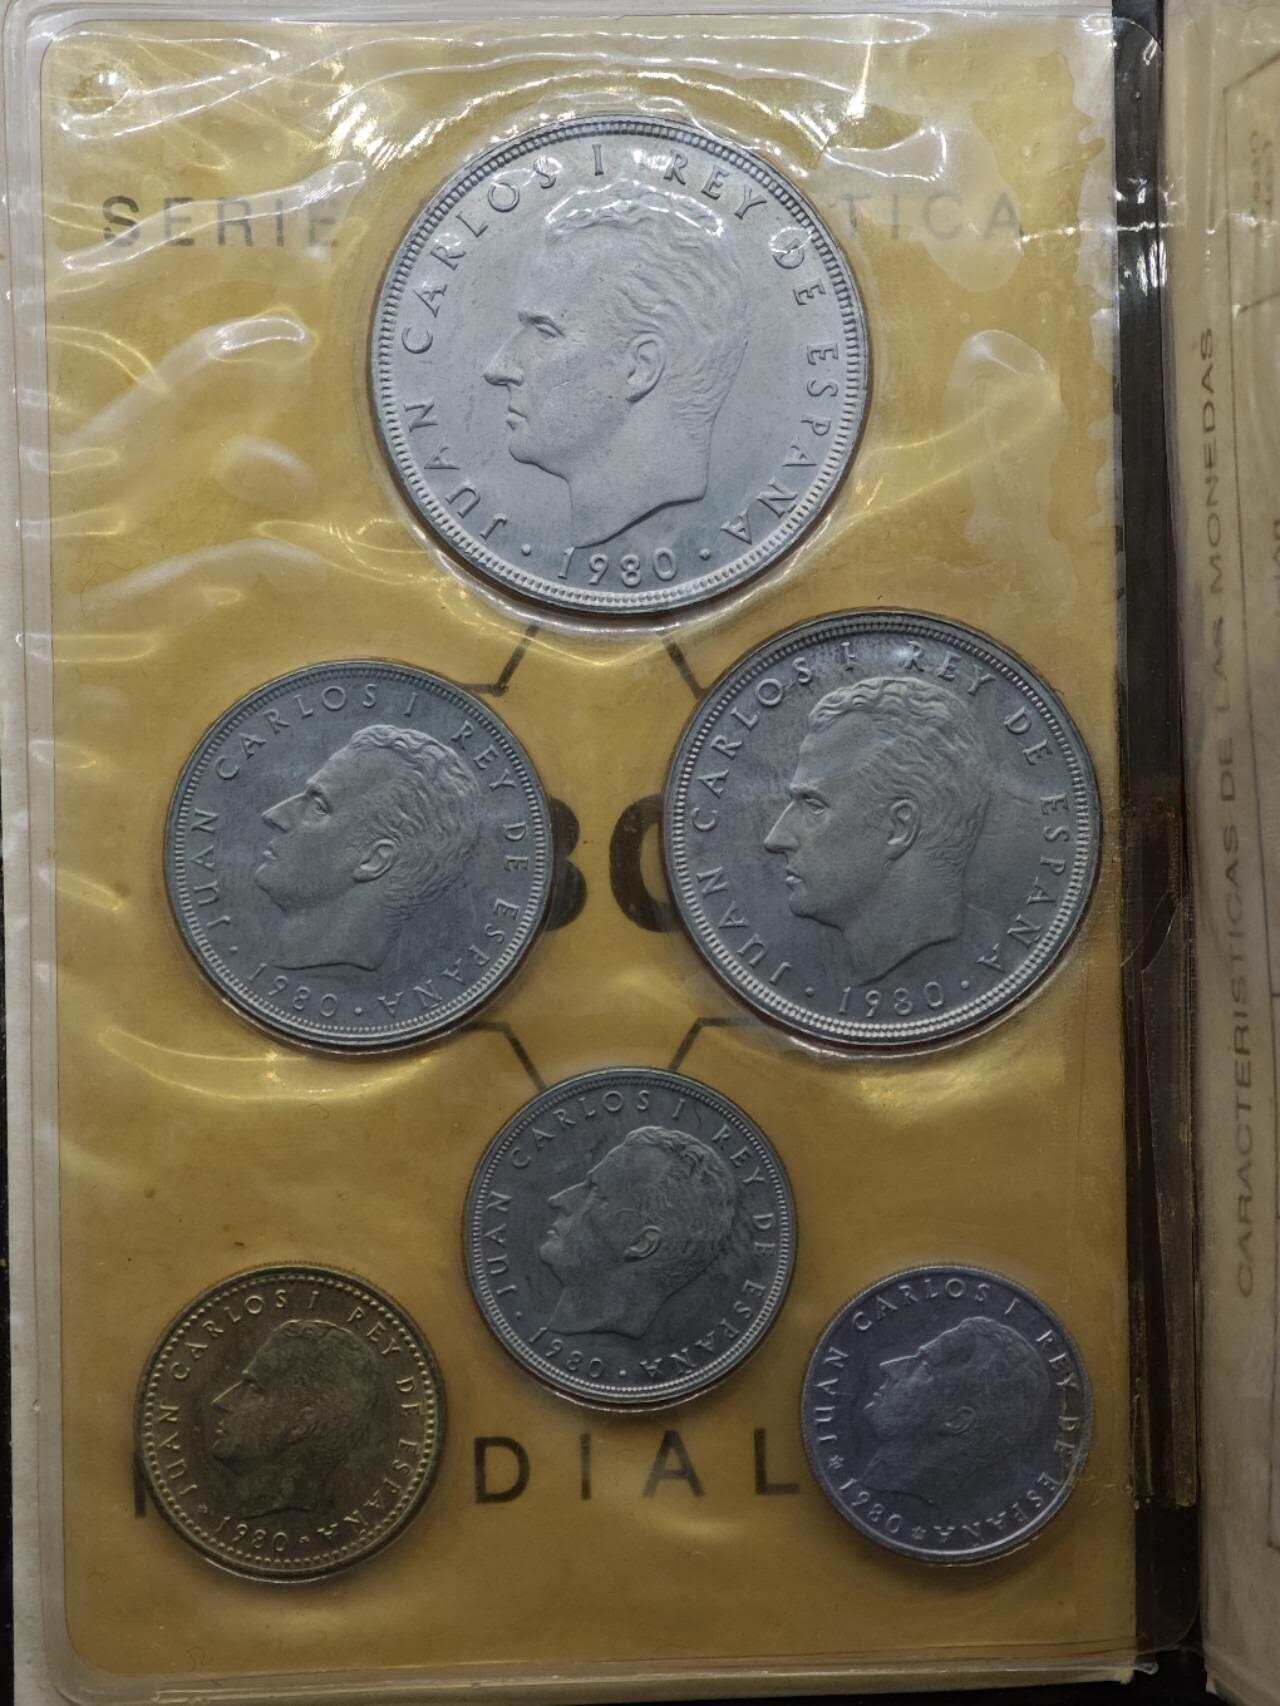 SERIE TICA
JUAN CARLOS I REY DE ESPAÑA
· 1980 ·
JUAN CARLOS I REY DE ESPAÑA
· 1980 ·
80
JUAN CARLOS I REY DE ESPAÑA
· 1980 ·
JUAN CARLOS I REY DE ESPAÑA
· 1980 ·
JUAN CARLOS I REY DE ESPAÑA
* 1980 *
DIAL
JUAN CARLOS I REY DE ESPAÑA
* 1980 *
CARACTERISTICAS DE LAS MONEDAS